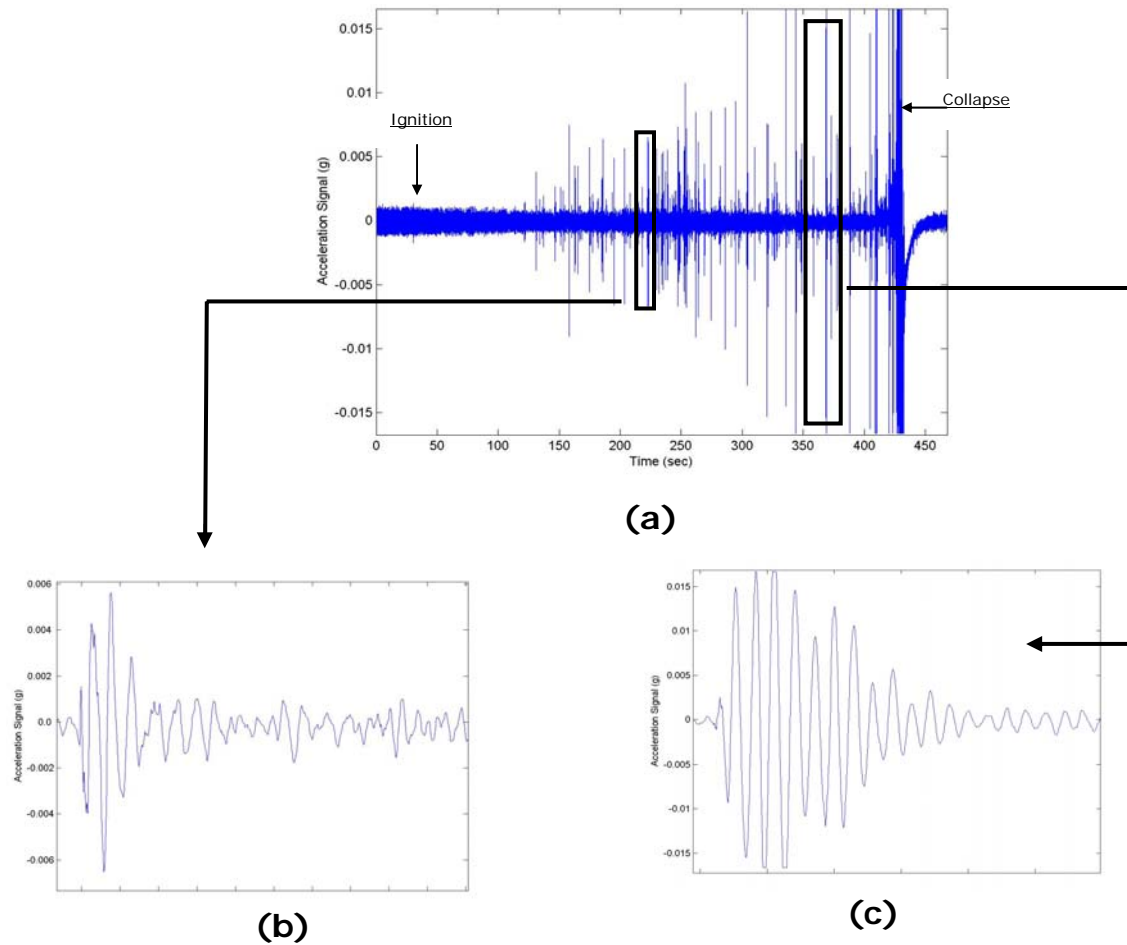 0.015
0.01
Collapse
Ignition
0.005
0
-0.005
-0.01
-0.015
Acceleration Signal (g)
0 50 100 150 200 250 300 350 400 450
Time (sec)
(a)
0.006
0.004
0.002
0.0
-0.002
-0.004
-0.006
Acceleration Signal (g)
(b)
0.015
0.01
0.005
0
-0.005
-0.01
-0.015
Acceleration Signal (g)
(c)